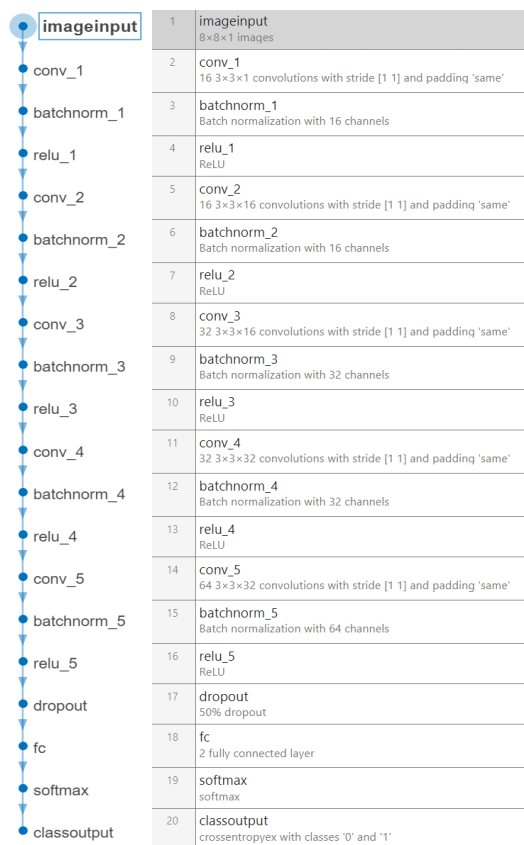 imageinput
conv_1
batchnorm_1
relu_1
conv_2
batchnorm_2
relu_2
conv_3
batchnorm_3
relu_3
conv_4
batchnorm_4
relu_4
conv_5
batchnorm_5
relu_5
dropout
fc
softmax
classoutput
1 imageinput
8×8×1 images
2 conv_1
16 3×3×1 convolutions with stride [1 1] and padding 'same'
3 batchnorm_1
Batch normalization with 16 channels
4 relu_1
ReLU
5 conv_2
16 3×3×16 convolutions with stride [1 1] and padding 'same'
6 batchnorm_2
Batch normalization with 16 channels
7 relu_2
ReLU
8 conv_3
32 3×3×16 convolutions with stride [1 1] and padding 'same'
9 batchnorm_3
Batch normalization with 32 channels
10 relu_3
ReLU
11 conv_4
32 3×3×32 convolutions with stride [1 1] and padding 'same'
12 batchnorm_4
Batch normalization with 32 channels
13 relu_4
ReLU
14 conv_5
64 3×3×32 convolutions with stride [1 1] and padding 'same'
15 batchnorm_5
Batch normalization with 64 channels
16 relu_5
ReLU
17 dropout
50% dropout
18 fc
2 fully connected layer
19 softmax
softmax
20 classoutput
crossentropyex with classes '0' and '1'